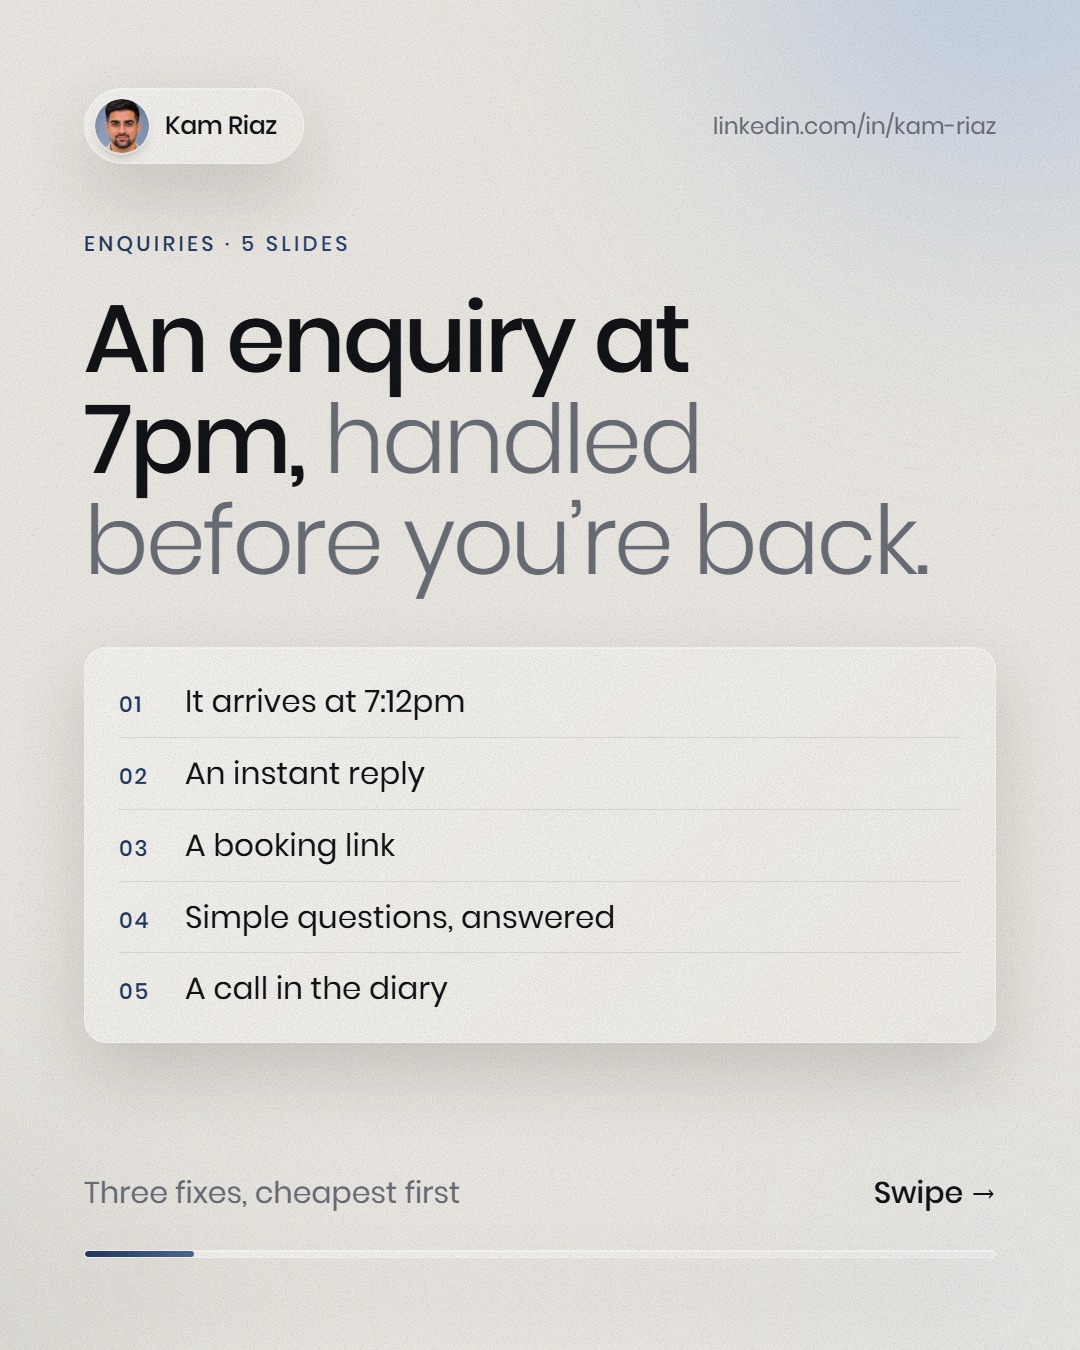 Kam Riaz
linkedin.com/in/kam-riaz
ENQUIRIES · 5 SLIDES
An enquiry at
7pm, handled
before you’re back.
01 It arrives at 7:12pm
02 An instant reply
03 A booking link
04 Simple questions, answered
05 A call in the diary
Three fixes, cheapest first
Swipe →